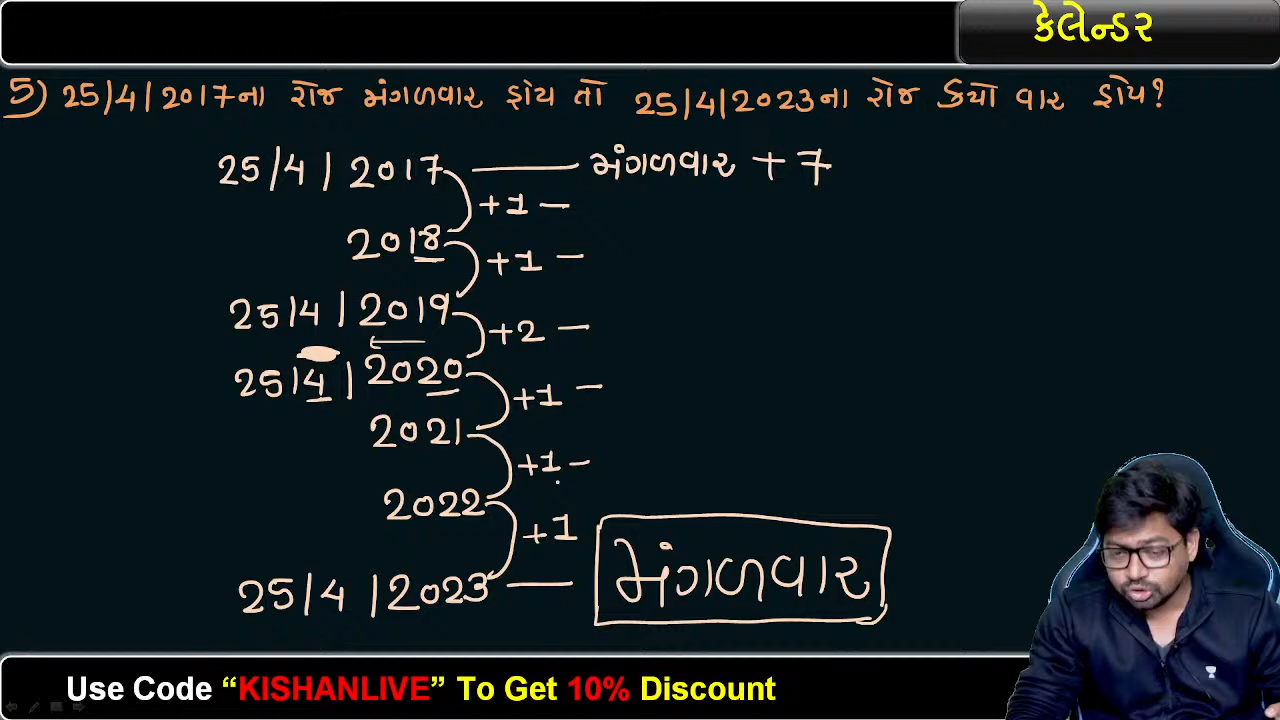 કેલેન્ડર
5) 25/4/2017ના રોજ મંગળવાર હોય તો 25/4/2023ના રોજ કયો વાર હોય?
25/4/2017 — મંગળવાર + 7
+1 —
2018
+1 —
25/4/2019
+2 —
25/4/2020
+1 —
2021
+1 —
2022
+1
25/4/2023 — મંગળવાર
Use Code “KISHANLIVE” To Get 10% Discount